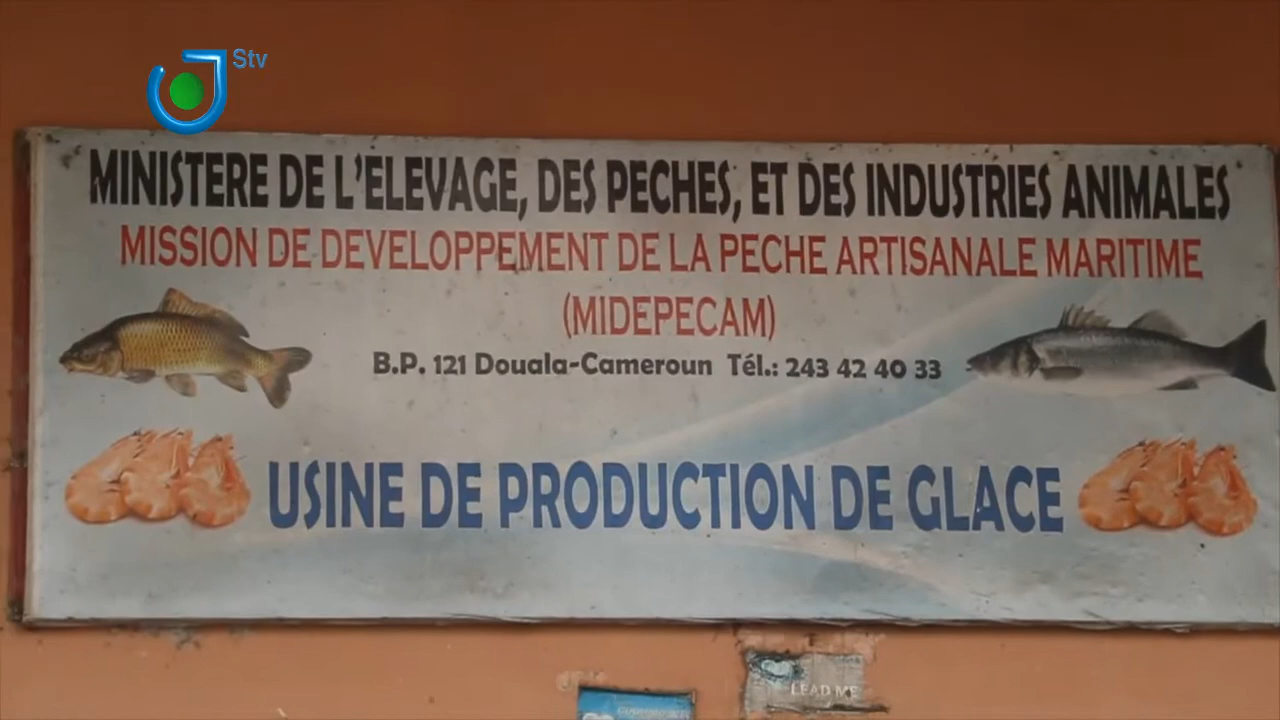 Stv
MINISTERE DE L'ELEVAGE, DES PECHES, ET DES INDUSTRIES ANIMALES
MISSION DE DEVELOPPEMENT DE LA PECHE ARTISANALE MARITIME
(MIDEPECAM)
B.P. 121 Douala-Cameroun Tél.: 243 42 40 33
USINE DE PRODUCTION DE GLACE
LEAD ME